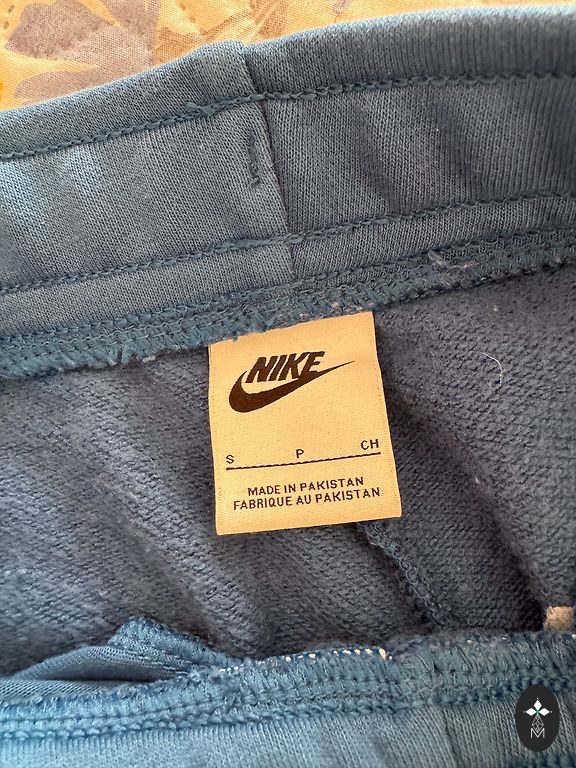 NIKE
S P CH
MADE IN PAKISTAN
FABRIQUE AU PAKISTAN
M